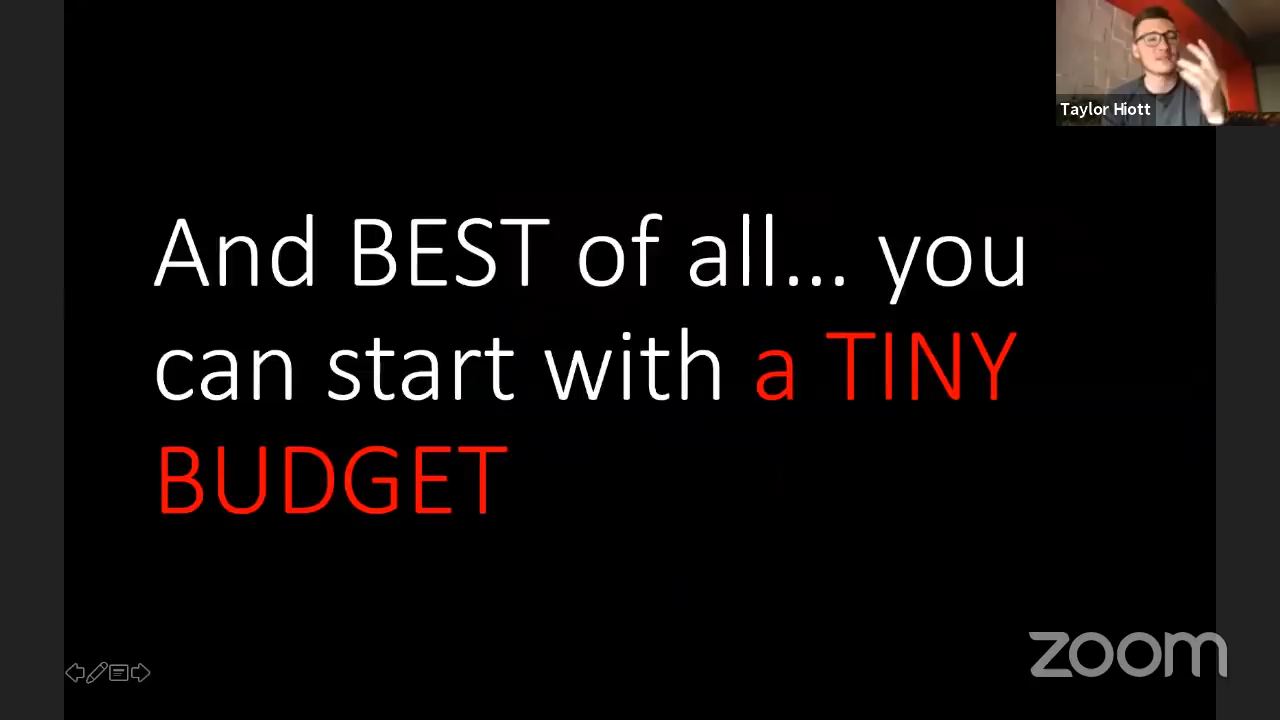 Taylor Hiott
And BEST of all... you
can start with a TINY
BUDGET
zoom